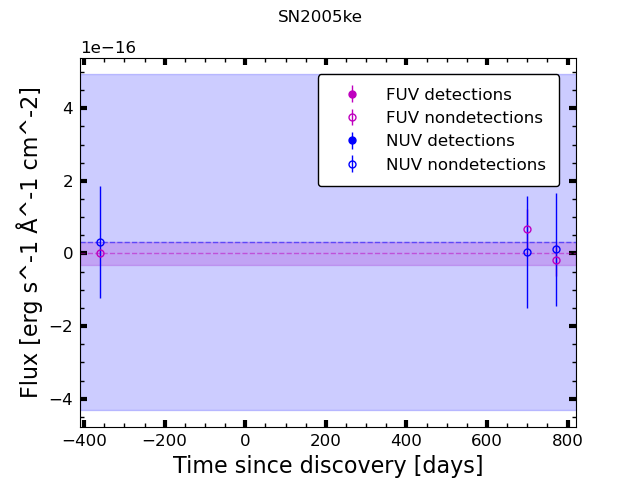 SN2005ke
1e−16
FUV detections
FUV nondetections
NUV detections
NUV nondetections
4
2
0
−2
−4
Flux [erg s^-1 Å^-1 cm^-2]
−400 −200 0 200 400 600 800
Time since discovery [days]